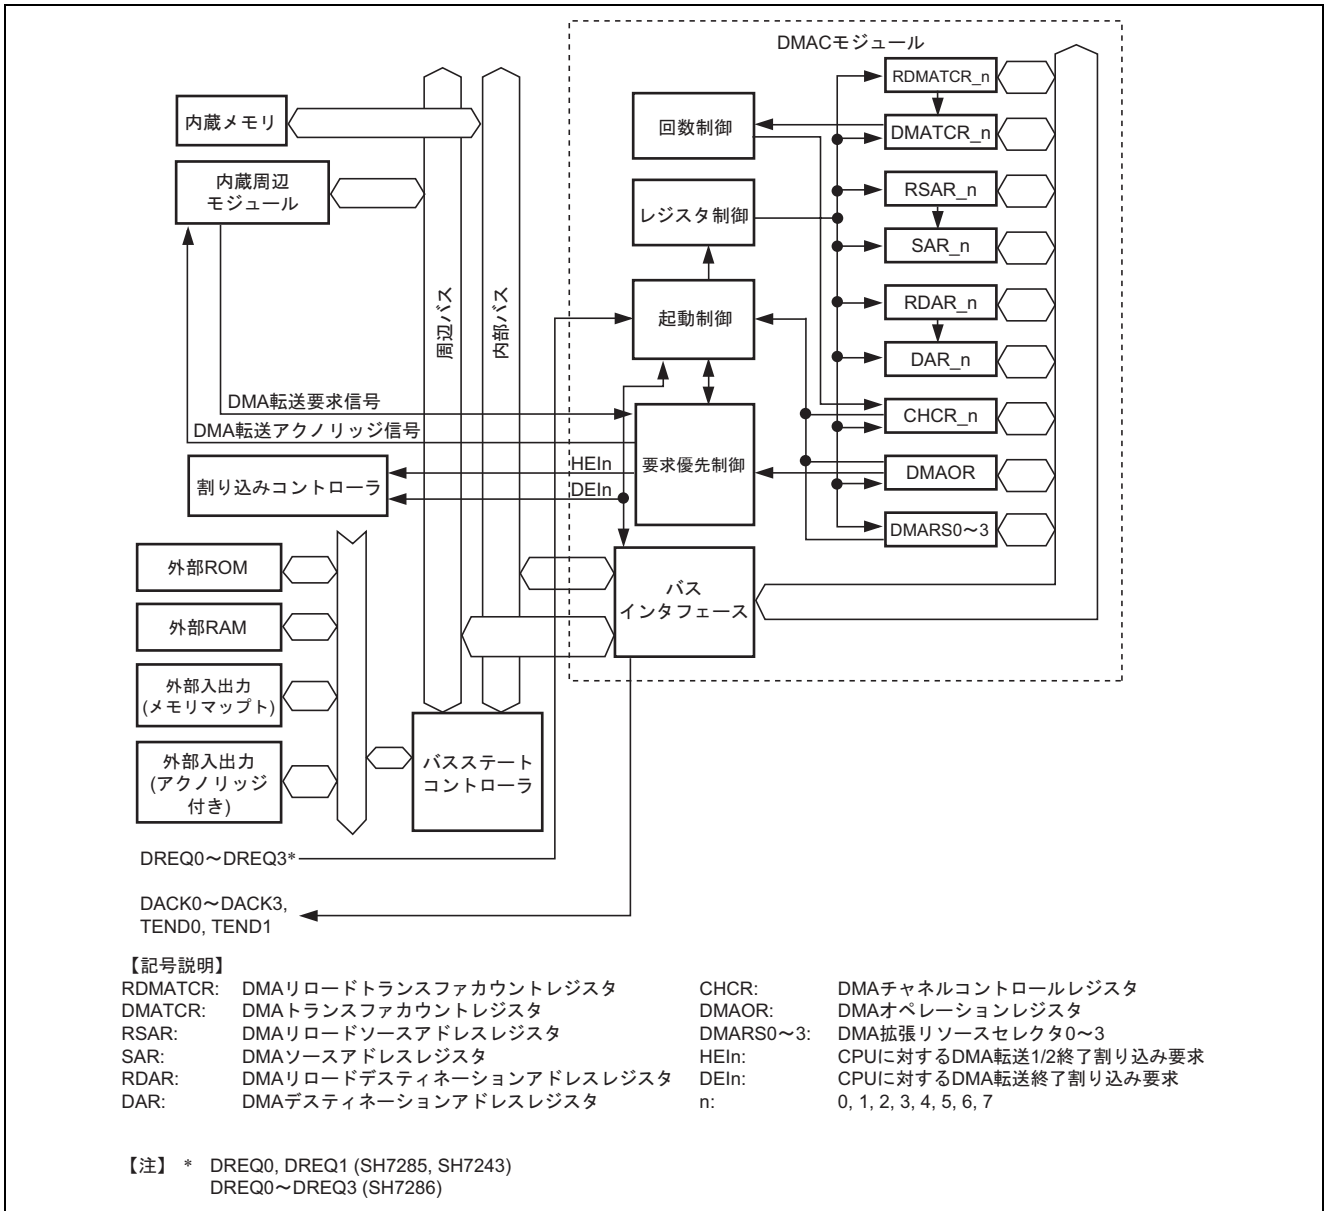 DMACモジュール
RDMATCR_n
内蔵メモリ
回数制御
DMATCR_n
内蔵周辺
モジュール
RSAR_n
レジスタ制御
SAR_n
周辺バス
内部バス
起動制御
RDAR_n
DAR_n
DMA転送要求信号
CHCR_n
DMA転送アクノリッジ信号
HEIn
要求優先制御
DMAOR
割り込みコントローラ
DEIn
DMARS0～3
外部ROM
バス
インタフェース
外部RAM
外部入出力
(メモリマップト)
外部入出力
(アクノリッジ
付き)
バスステート
コントローラ
DREQ0～DREQ3*
DACK0～DACK3,
TEND0, TEND1
【記号説明】
RDMATCR: DMAリロードトランスファカウントレジスタ
DMATCR: DMAトランスファカウントレジスタ
RSAR: DMAリロードソースアドレスレジスタ
SAR: DMAソースアドレスレジスタ
RDAR: DMAリロードデスティネーションアドレスレジスタ
DAR: DMAデスティネーションアドレスレジスタ
CHCR: DMAチャネルコントロールレジスタ
DMAOR: DMAオペレーションレジスタ
DMARS0～3: DMA拡張リソースセレクタ0～3
HEIn: CPUに対するDMA転送1/2終了割り込み要求
DEIn: CPUに対するDMA転送終了割り込み要求
n: 0, 1, 2, 3, 4, 5, 6, 7
【注】 * DREQ0, DREQ1 (SH7285, SH7243)
DREQ0～DREQ3 (SH7286)